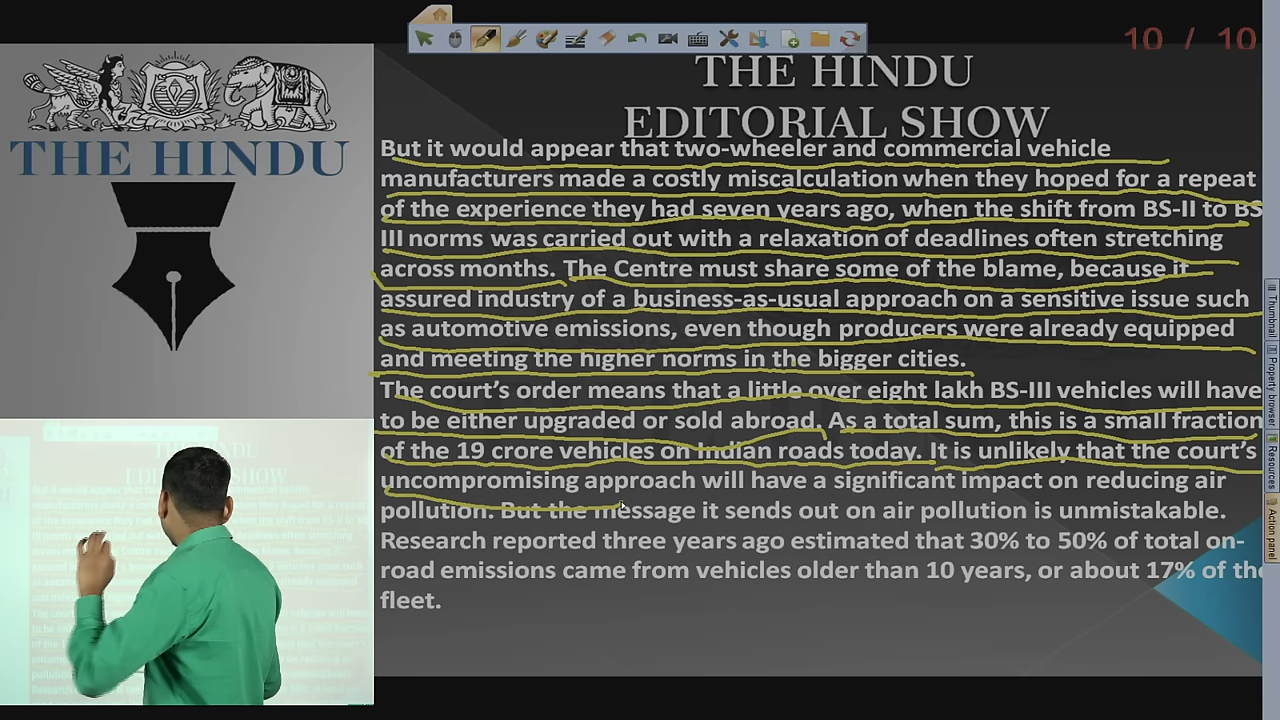 10 / 10
THE HINDU
EDITORIAL SHOW
THE HINDU
But it would appear that two-wheeler and commercial vehicle
manufacturers made a costly miscalculation when they hoped for a repeat
of the experience they had seven years ago, when the shift from BS-II to BS
III norms was carried out with a relaxation of deadlines often stretching
across months. The Centre must share some of the blame, because it
assured industry of a business-as-usual approach on a sensitive issue such
as automotive emissions, even though producers were already equipped
and meeting the higher norms in the bigger cities.
The court's order means that a little over eight lakh BS-III vehicles will have
to be either upgraded or sold abroad. As a total sum, this is a small fraction
of the 19 crore vehicles on Indian roads today. It is unlikely that the court's
uncompromising approach will have a significant impact on reducing air
pollution. But the message it sends out on air pollution is unmistakable.
Research reported three years ago estimated that 30% to 50% of total on-
road emissions came from vehicles older than 10 years, or about 17% of the
fleet.
Thumbnail
Property browser
Resources
Action panel